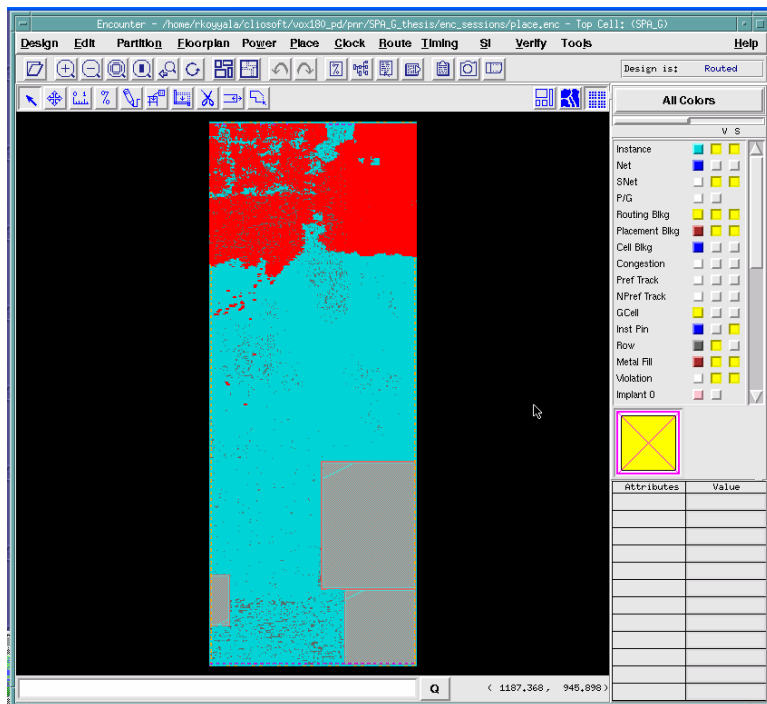 Encounter - /home/rkoyyala/cliosoft/vox180_pd/pnr/SPA_G_thesis/enc_sessions/place.enc - Top Cell: (SPA_G)
Design Edit Partition Floorplan Power Place Clock Route Timing SI Verify Tools Help
Design is: Routed
All Colors
V S
Instance
Net
SNet
P/G
Routing Blkg
Placement Blkg
Cell Blkg
Congestion
Pref Track
NPref Track
GCell
Inst Pin
Row
Metal Fill
Violation
Implant 0
Attributes Value
Q ( 1187.368, 945.898)